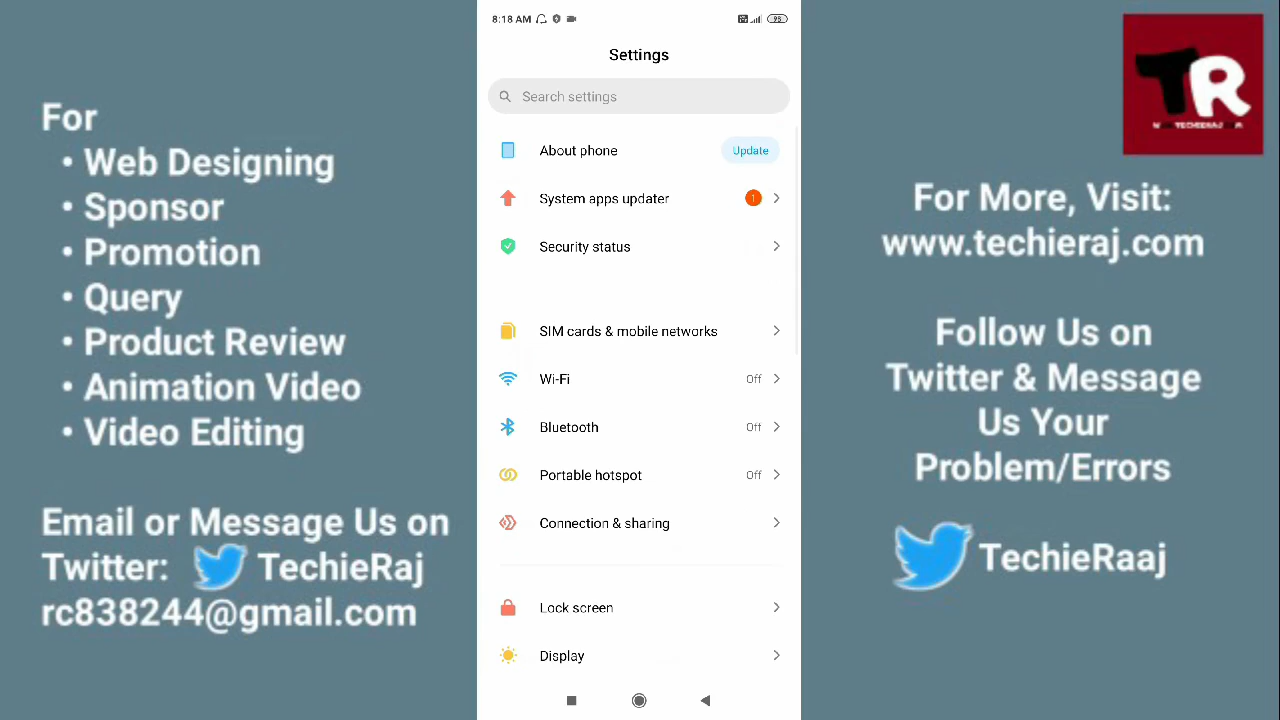 For
• Web Designing
• Sponsor
• Promotion
• Query
• Product Review
• Animation Video
• Video Editing
Email or Message Us on
Twitter: TechieRaj
rc838244@gmail.com
8:18 AM
95
Settings
Search settings
About phone
Update
System apps updater
1
Security status
SIM cards & mobile networks
Wi-Fi
Off
Bluetooth
Off
Portable hotspot
Off
Connection & sharing
Lock screen
Display
TR
For More, Visit:
www.techieraj.com
Follow Us on
Twitter & Message
Us Your
Problem/Errors
TechieRaaj